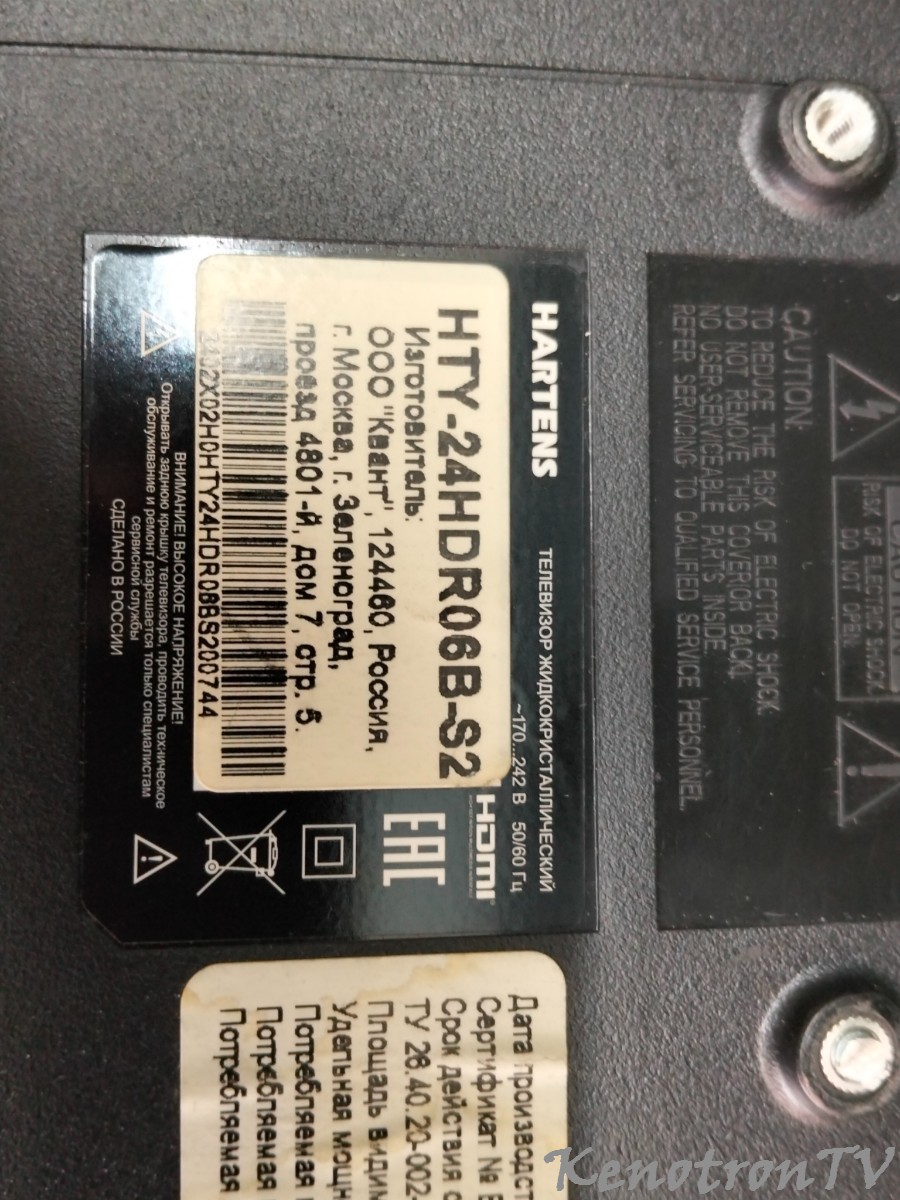 HARTENS
ТЕЛЕВИЗОР ЖИДКОКРИСТАЛЛИЧЕСКИЙ
~170...242 В 50/60 Гц
HTY-24HDR06B-S2
Изготовитель:
ООО "Квант", 124460, Россия,
г. Москва, г. Зеленоград,
проезд 4801-й, дом 7, стр. 5.
HDMI
EAC
ВНИМАНИЕ! ВЫСОКОЕ НАПРЯЖЕНИЕ!
Открывать заднюю крышку телевизора, проводить техническое
обслуживание и ремонт разрешается только специалистам
сервисной службы
СДЕЛАНО В РОССИИ
RISK OF ELECTRIC SHOCK
DO NOT OPEN
CAUTION:
TO REDUCE THE RISK OF ELECTRIC SHOCK
DO NOT REMOVE THIS COVER(OR BACK)
NO USER-SERVICEABLE PARTS INSIDE.
REFER SERVICING TO QUALIFIED SERVICE PERSONNEL.
Дата
Сертификат №
Срок действия
ТУ 28.40.20-002-
Площадь
Удельная
Потребляемая
Потребляемая
Потребляемая
KenotronTV